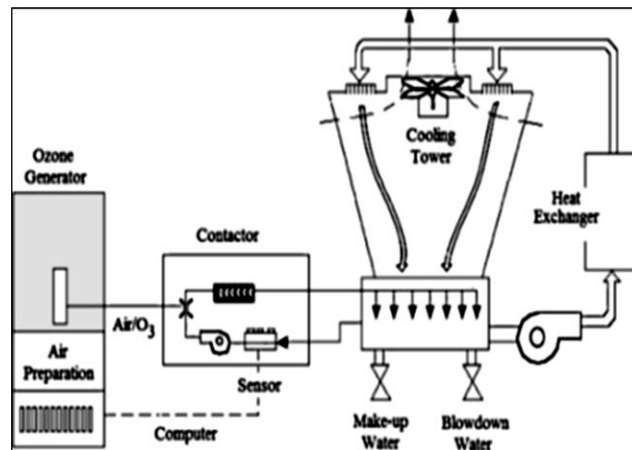 Ozone
Generator
Contactor
Cooling
Tower
Heat
Exchanger
Air/O₃
Air
Preparation
Sensor
Computer
Make-up
Water
Blowdown
Water